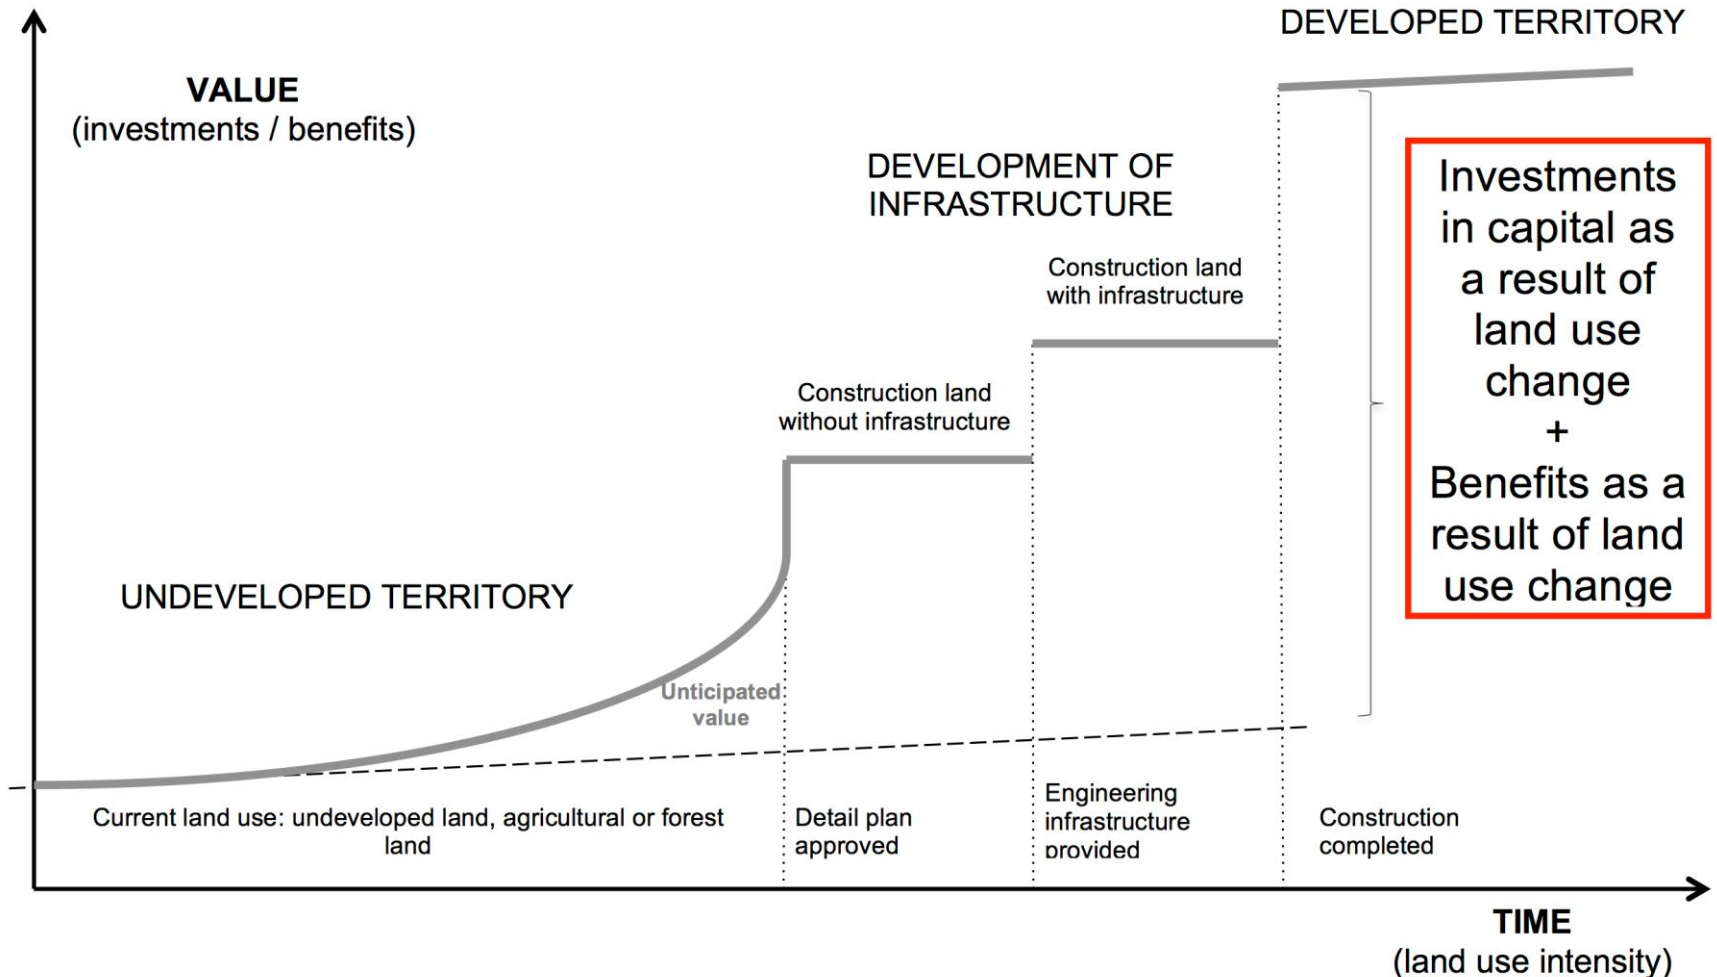 DEVELOPED TERRITORY
VALUE
(investments / benefits)
DEVELOPMENT OF
INFRASTRUCTURE
Investments
in capital as
a result of
land use
change
+
Benefits as a
result of land
use change
Construction land
with infrastructure
Construction land
without infrastructure
UNDEVELOPED TERRITORY
Unticipated
value
Current land use: undeveloped land, agricultural or forest
land
Detail plan
approved
Engineering
infrastructure
provided
Construction
completed
TIME
(land use intensity)